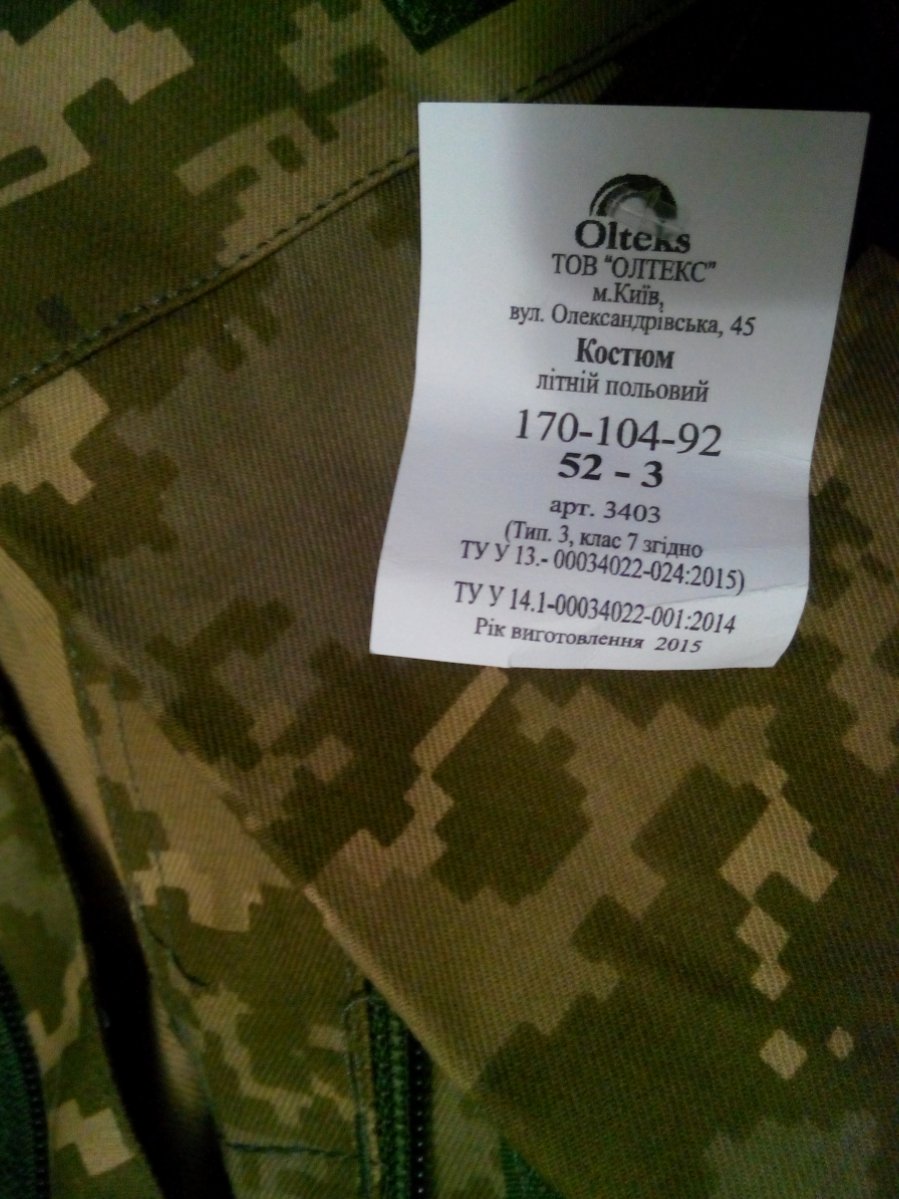 Olteks
ТОВ "ОЛТЕКС"
м.Київ,
вул. Олександрівська, 45
Костюм
літній польовий
170-104-92
52 - 3
арт. 3403
(Тип. 3, клас 7 згідно
ТУ У 13.- 00034022-024:2015)
ТУ У 14.1-00034022-001:2014
Рік виготовлення 2015